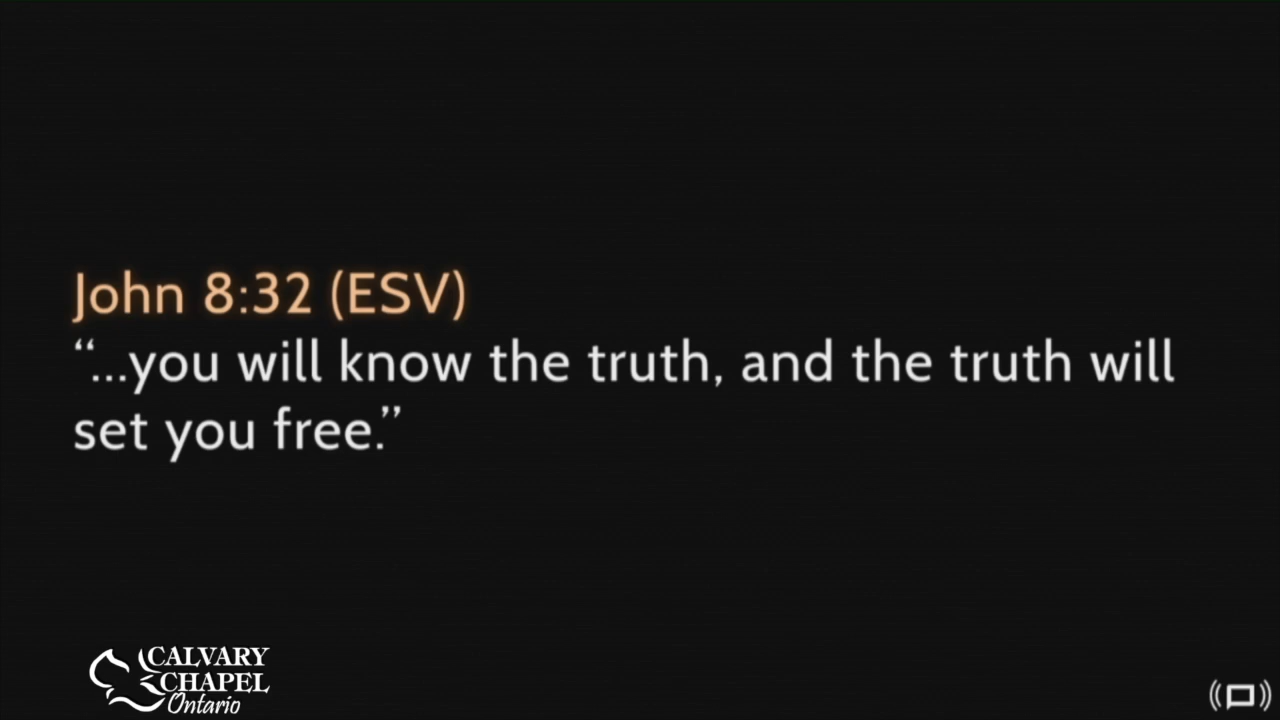 John 8:32 (ESV)
“...you will know the truth, and the truth will
set you free.”
CALVARY
CHAPEL
Ontario